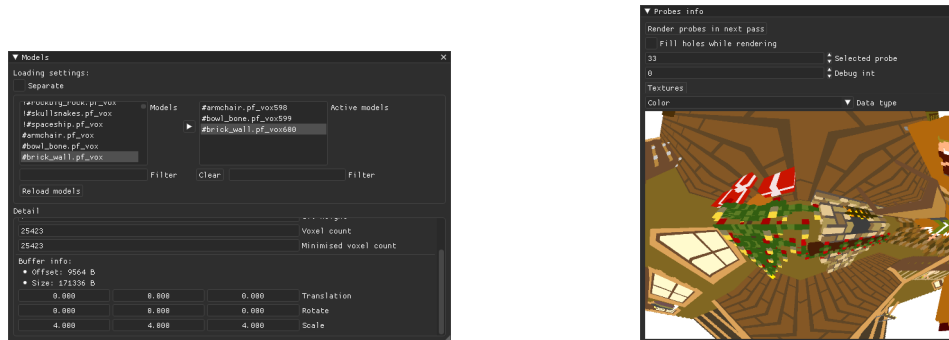 Models
Loading settings:
Separate
!#skullsnakes.pf_vox
!#spaceship.pf_vox
#armchair.pf_vox
#bowl_bone.pf_vox
#brick_wall.pf_vox
Models
#armchair.pf_vox598
#bowl_bone.pf_vox599
#brick_wall.pf_vox600
Active models
Filter
Clear
Filter
Reload models
Detail
25423 Voxel count
25423 Minimised voxel count
Buffer info:
Offset: 9564 B
Size: 171336 B
0.000 0.000 0.000 Translation
0.000 0.000 0.000 Rotate
4.000 4.000 4.000 Scale
Probes info
Render probes in next pass
Fill holes while rendering
33 Selected probe
0 Debug int
Textures
Color Data type